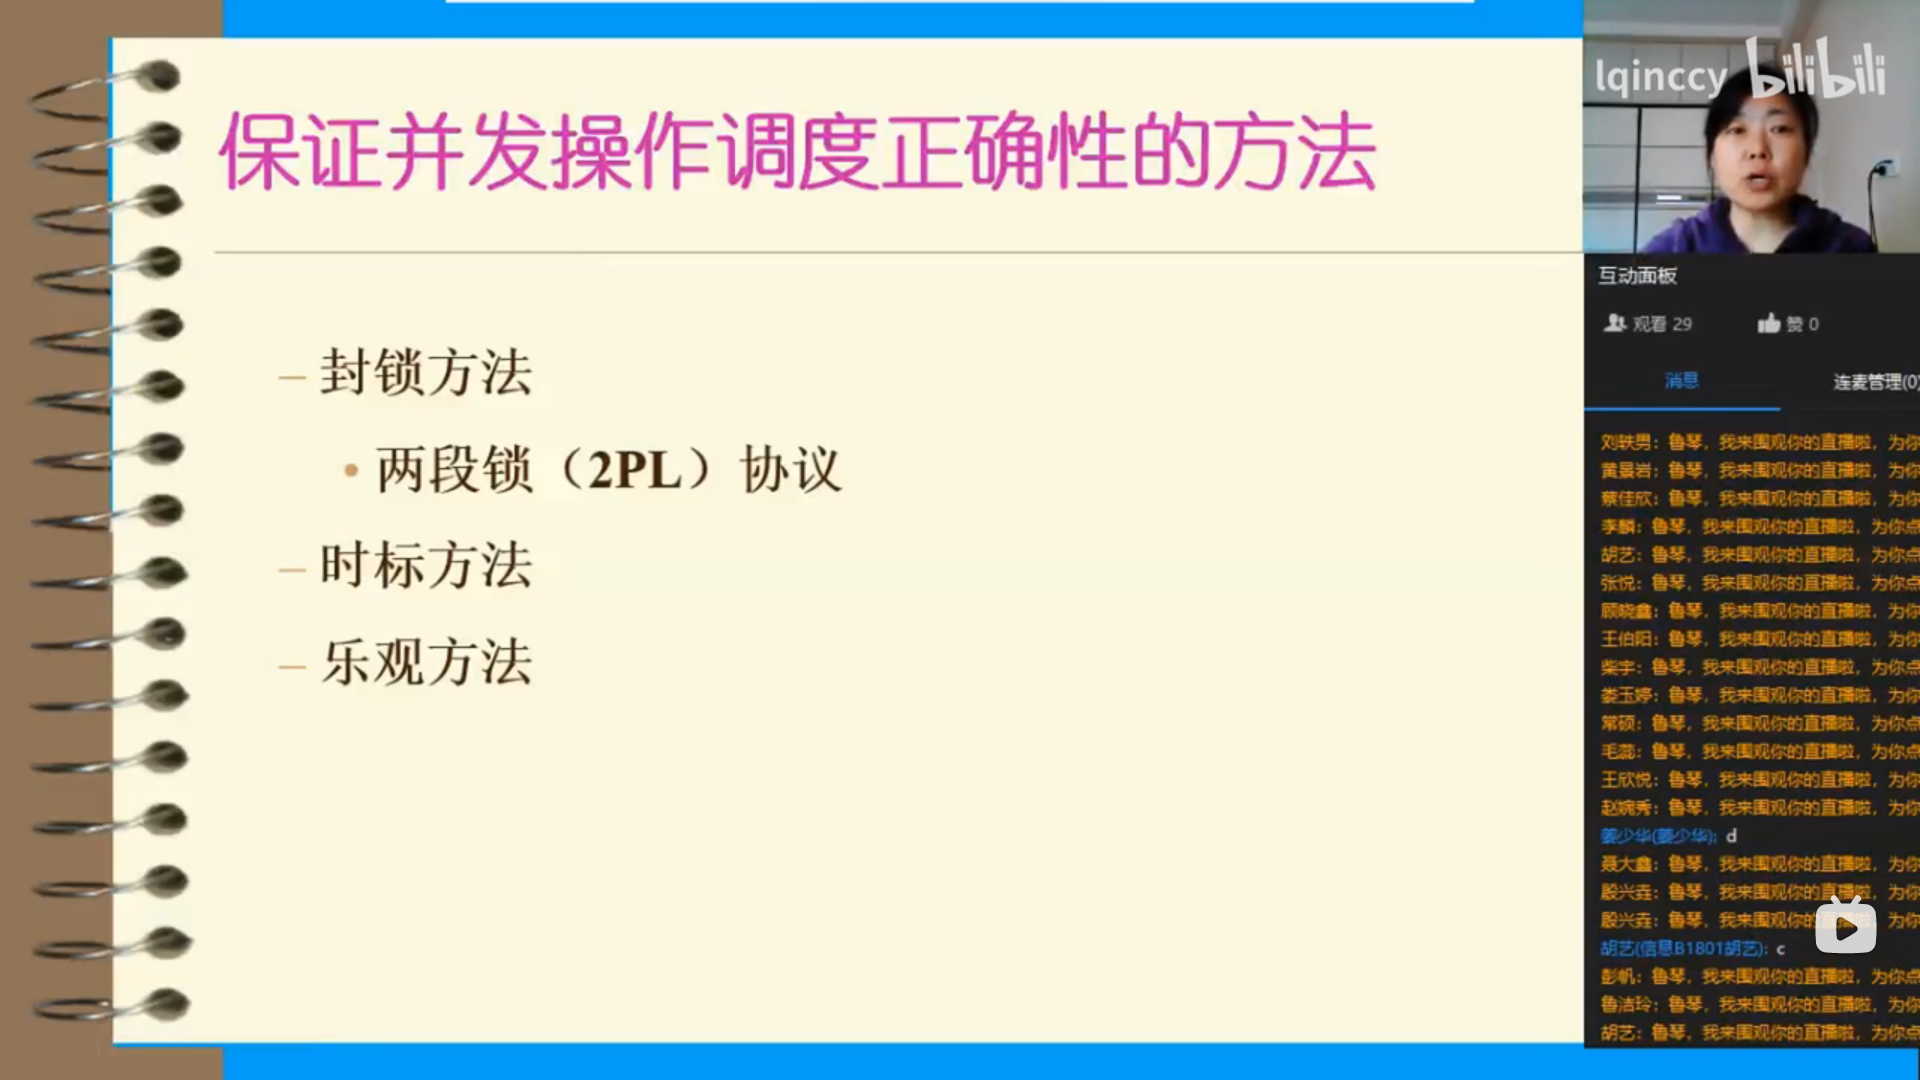 保证并发操作调度正确性的方法
– 封锁方法
• 两段锁（2PL）协议
– 时标方法
– 乐观方法
lqinccy bilibili
互动面板
观看 29 赞 0
消息 连麦管理(0)
刘轶男：鲁琴，我来围观你的直播啦，为你
黄景岩：鲁琴，我来围观你的直播啦，为你
蔡佳欣：鲁琴，我来围观你的直播啦，为你
李麟：鲁琴，我来围观你的直播啦，为你点
胡艺：鲁琴，我来围观你的直播啦，为你点
张悦：鲁琴，我来围观你的直播啦，为你点
顾晓鑫：鲁琴，我来围观你的直播啦，为你
王伯阳：鲁琴，我来围观你的直播啦，为你
柴宇：鲁琴，我来围观你的直播啦，为你点
娄玉婷：鲁琴，我来围观你的直播啦，为你
常硕：鲁琴，我来围观你的直播啦，为你点
毛蕊：鲁琴，我来围观你的直播啦，为你点
王欣悦：鲁琴，我来围观你的直播啦，为你
赵婉秀：鲁琴，我来围观你的直播啦，为你
姜少华(姜少华)：d
聂大鑫：鲁琴，我来围观你的直播啦，为你
殷兴垚：鲁琴，我来围观你的直播啦，为你
殷兴垚：鲁琴，我来围观你的直播啦，为你
胡艺(信息B1801胡艺)：c
彭帆：鲁琴，我来围观你的直播啦，为你点
鲁洁玲：鲁琴，我来围观你的直播啦，为你
胡艺：鲁琴，我来围观你的直播啦，为你点